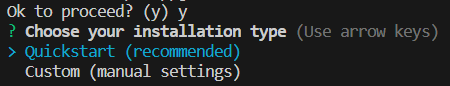 Ok to proceed? (y) y
? Choose your installation type (Use arrow keys)
> Quickstart (recommended)
Custom (manual settings)